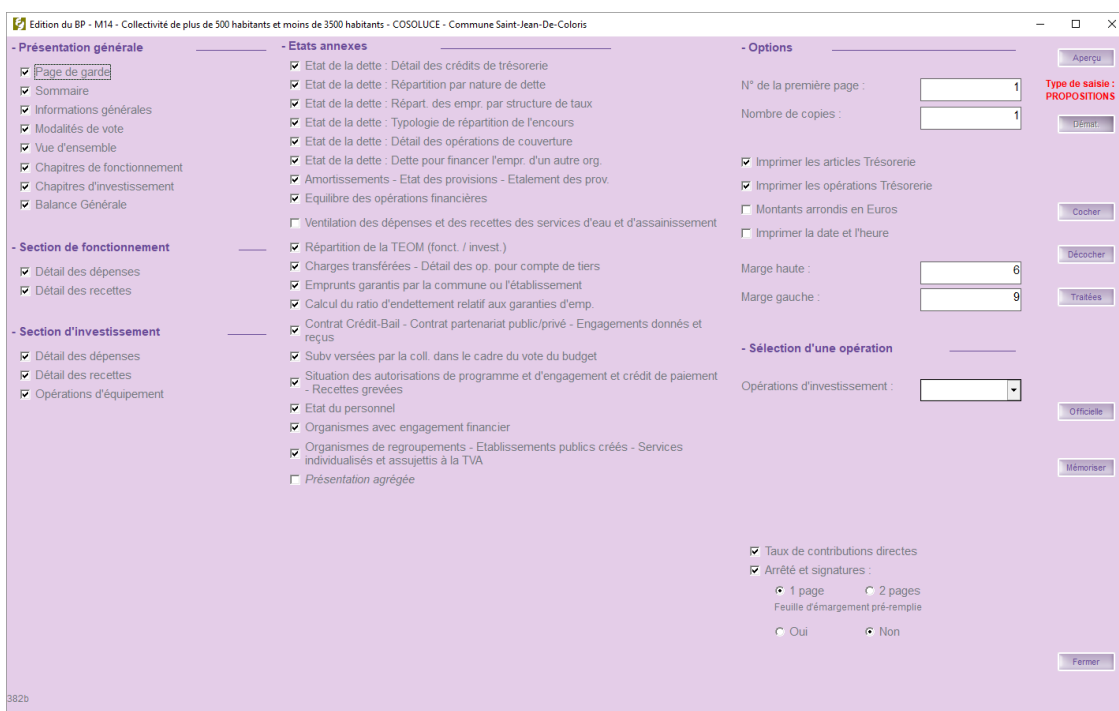 Edition du BP - M14 - Collectivité de plus de 500 habitants et moins de 3500 habitants - COSOLUCE - Commune Saint-Jean-De-Coloris
- Présentation générale
Page de garde
Sommaire
Informations générales
Modalités de vote
Vue d'ensemble
Chapitres de fonctionnement
Chapitres d'investissement
Balance Générale
- Section de fonctionnement
Détail des dépenses
Détail des recettes
- Section d'investissement
Détail des dépenses
Détail des recettes
Opérations d'équipement
- Etats annexes
Etat de la dette : Détail des crédits de trésorerie
Etat de la dette : Répartition par nature de dette
Etat de la dette : Répart. des empr. par structure de taux
Etat de la dette : Typologie de répartition de l'encours
Etat de la dette : Détail des opérations de couverture
Etat de la dette : Dette pour financer l'empr. d'un autre org.
Amortissements - Etat des provisions - Etalement des prov.
Equilibre des opérations financières
Ventilation des dépenses et des recettes des services d'eau et d'assainissement
Répartition de la TEOM (fonct. / invest.)
Charges transférées - Détail des op. pour compte de tiers
Emprunts garantis par la commune ou l'établissement
Calcul du ratio d'endettement relatif aux garanties d'emp.
Contrat Crédit-Bail - Contrat partenariat public/privé - Engagements donnés et
reçus
Subv versées par la coll. dans le cadre du vote du budget
Situation des autorisations de programme et d'engagement et crédit de paiement
- Recettes grevées
Etat du personnel
Organismes avec engagement financier
Organismes de regroupements - Etablissements publics créés - Services
individualisés et assujettis à la TVA
Présentation agrégée
- Options
N° de la première page : 1
Nombre de copies : 1
Imprimer les articles Trésorerie
Imprimer les opérations Trésorerie
Montants arrondis en Euros
Imprimer la date et l'heure
Marge haute : 6
Marge gauche : 9
- Sélection d'une opération
Opérations d'investissement :
Taux de contributions directes
Arrêté et signatures :
1 page 2 pages
Feuille d'émargement pré-remplie
Oui Non
Aperçu
Type de saisie :
PROPOSITIONS
Démat.
Cocher
Décocher
Traitées
Officielle
Mémoriser
Fermer
382b